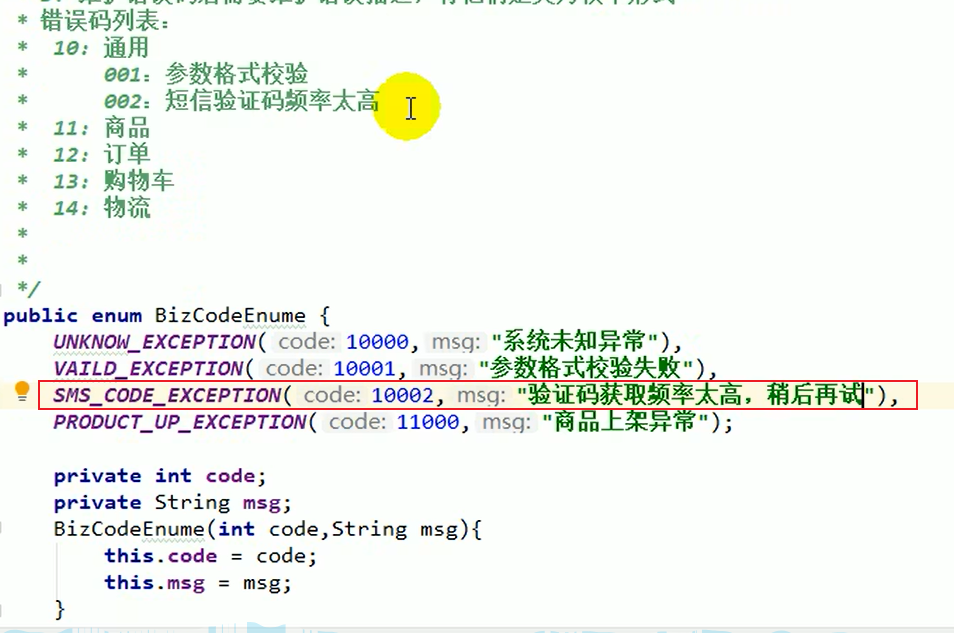 * 错误码列表：
*  10: 通用
*      001：参数格式校验
*      002：短信验证码频率太高
*  11: 商品
*  12: 订单
*  13: 购物车
*  14: 物流
*
*
*/
public enum BizCodeEnume {
UNKNOW_EXCEPTION( code: 10000, msg: "系统未知异常"),
VAILD_EXCEPTION( code: 10001, msg: "参数格式校验失败"),
SMS_CODE_EXCEPTION( code: 10002, msg: "验证码获取频率太高，稍后再试"),
PRODUCT_UP_EXCEPTION( code: 11000, msg: "商品上架异常");
private int code;
private String msg;
BizCodeEnume(int code,String msg){
this.code = code;
this.msg = msg;
}